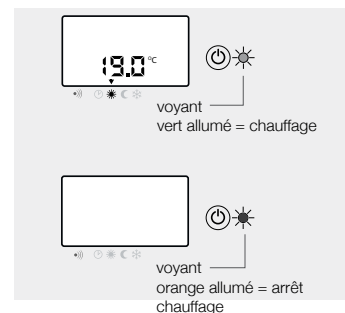 19.0 °C
voyant
vert allumé = chauffage
voyant
orange allumé = arrêt
chauffage